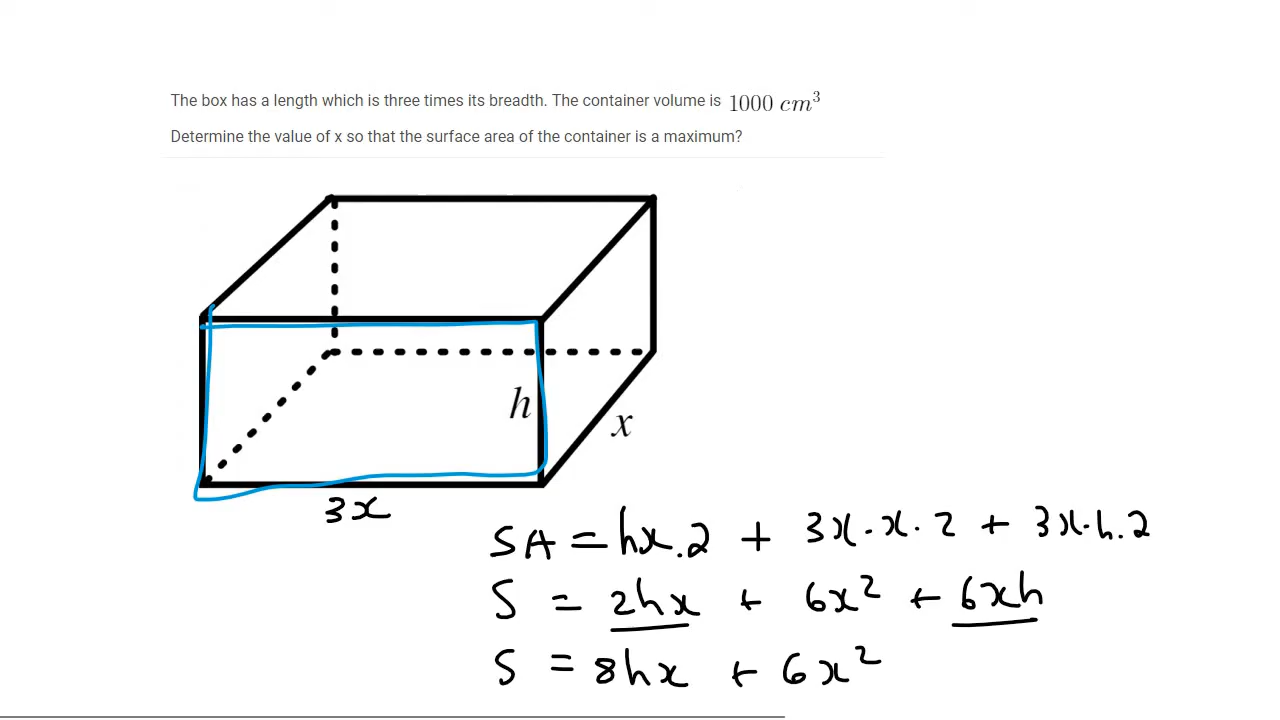 The box has a length which is three times its breadth. The container volume is 1000 cm³
Determine the value of x so that the surface area of the container is a maximum?
h
x
3x
SA = hx.2 + 3x.x.2 + 3x.h.2
S = 2hx + 6x² + 6xh
S = 8hx + 6x²